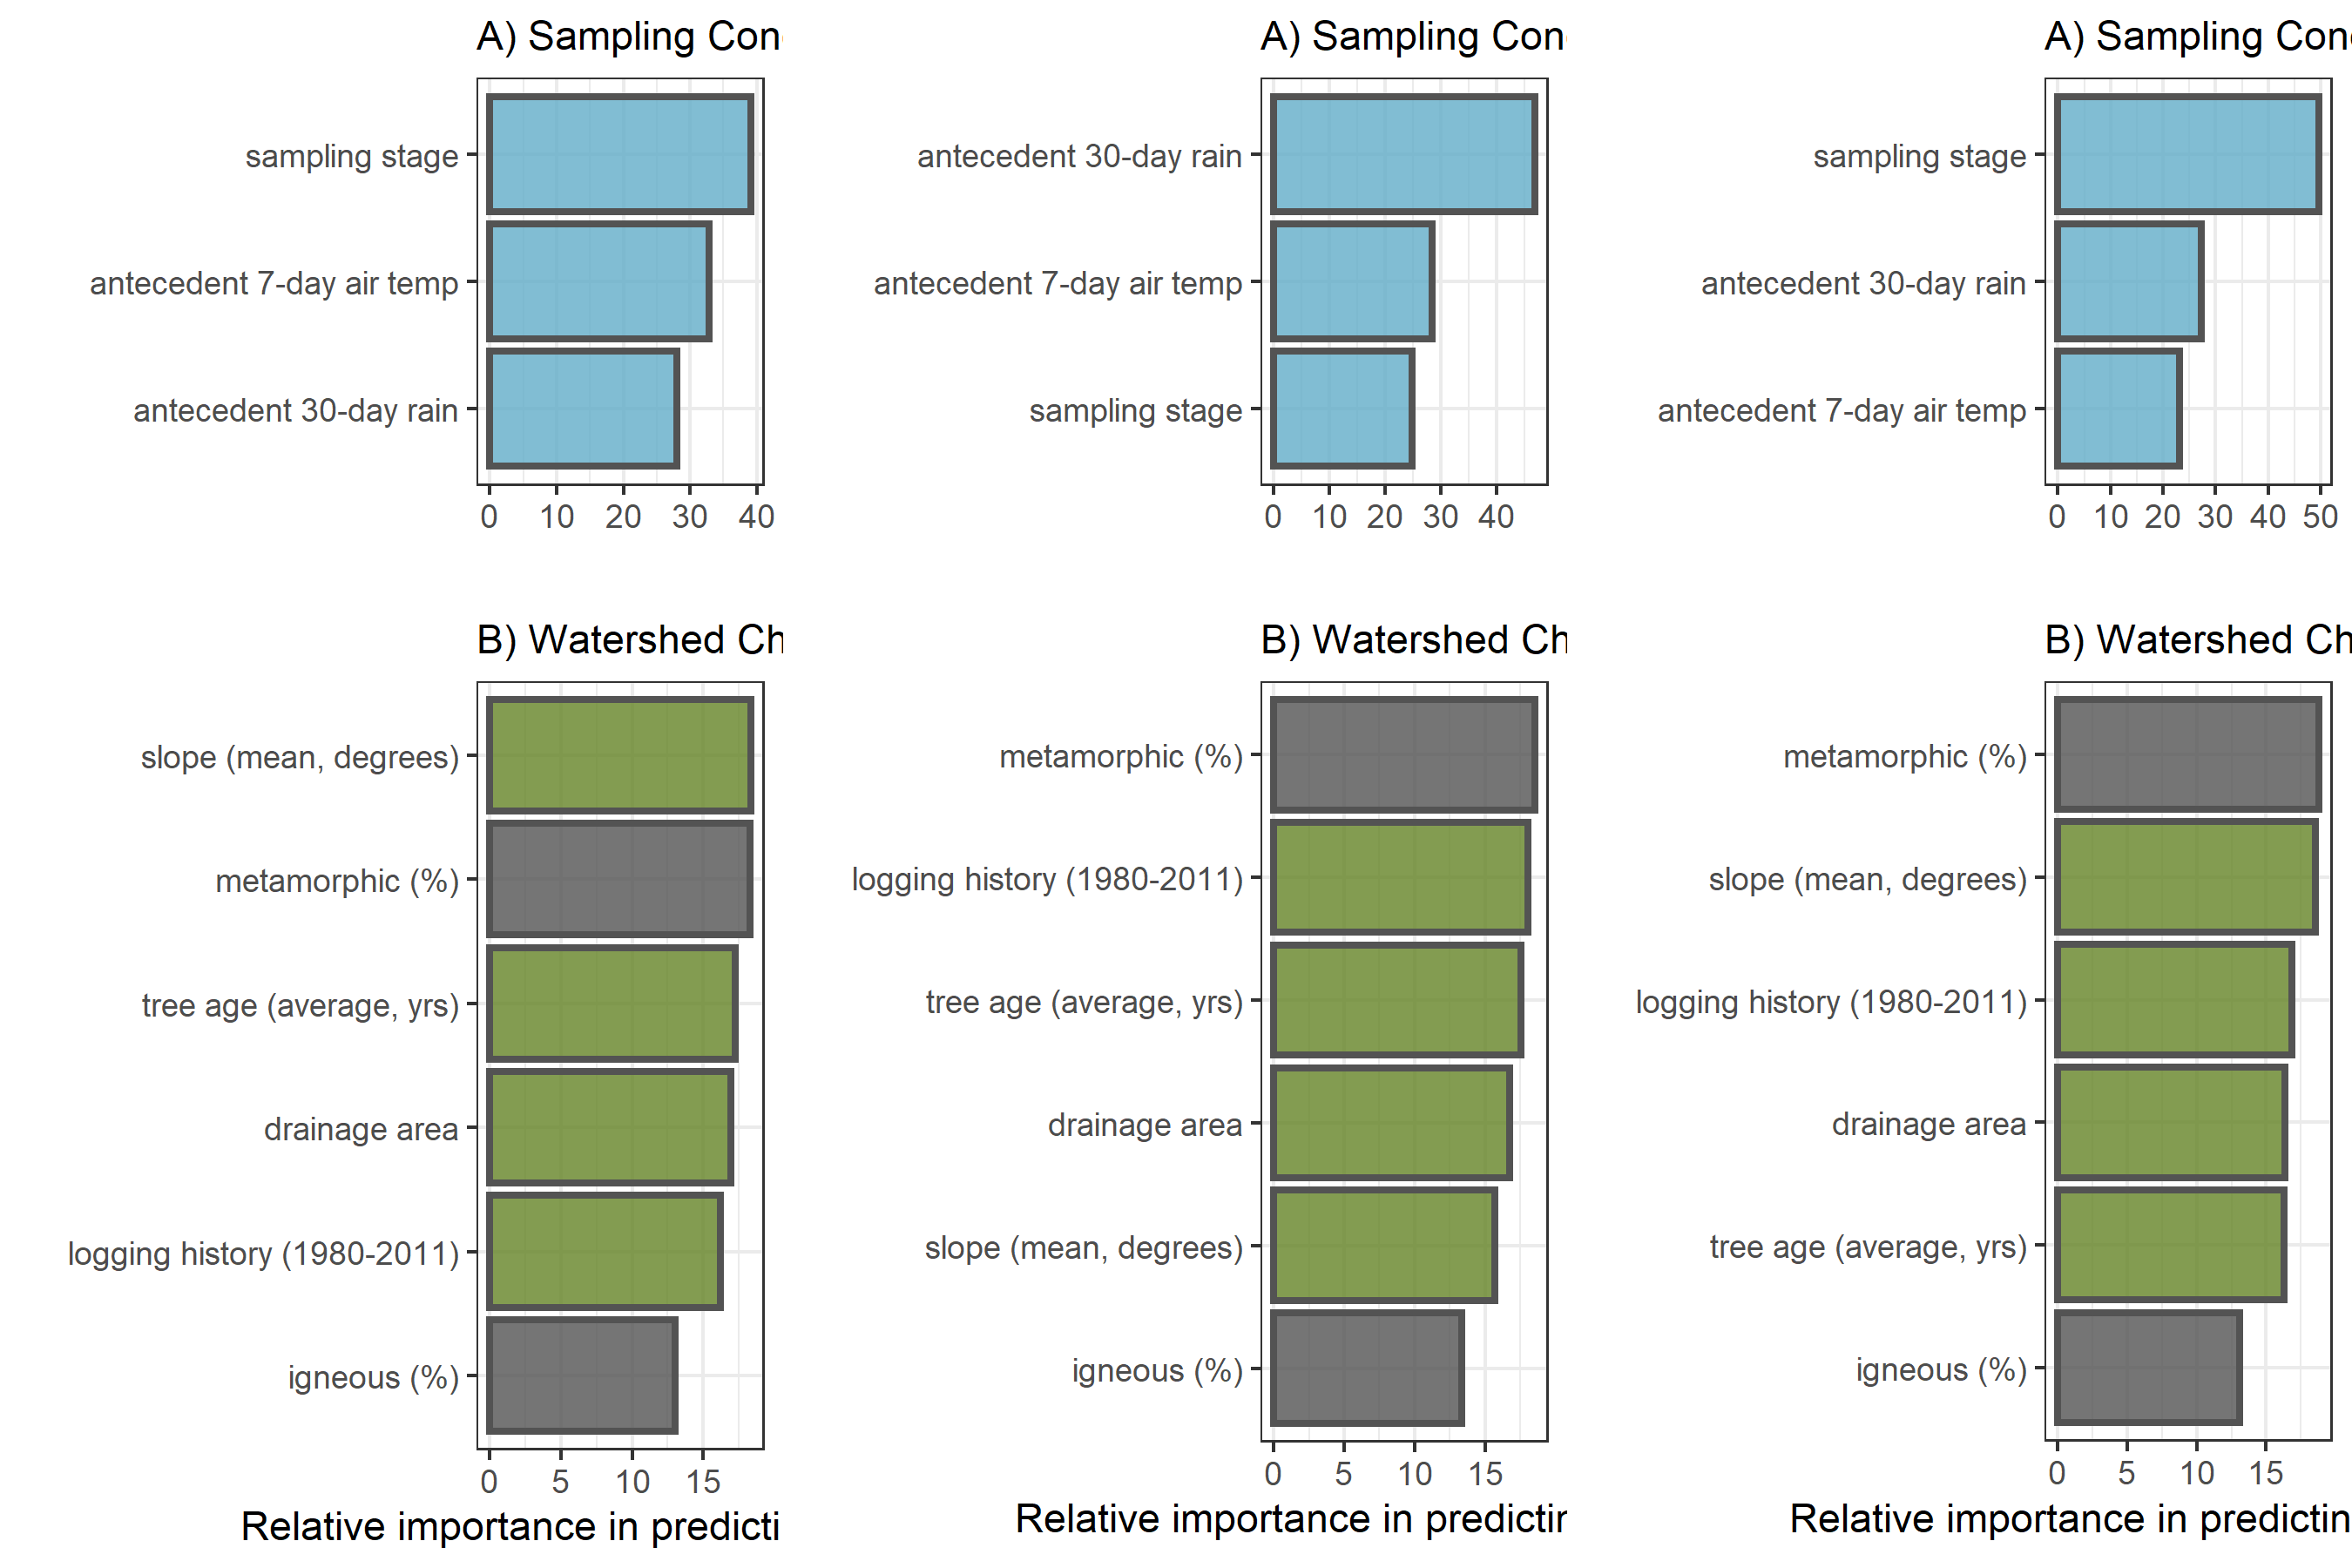 A) Sampling Con
sampling stage
antecedent 7-day air temp
antecedent 30-day rain
0 10 20 30 40
B) Watershed Ch
slope (mean, degrees)
metamorphic (%)
tree age (average, yrs)
drainage area
logging history (1980-2011)
igneous (%)
0 5 10 15
Relative importance in predicti
A) Sampling Con
antecedent 30-day rain
antecedent 7-day air temp
sampling stage
0 10 20 30 40
B) Watershed Ch
metamorphic (%)
logging history (1980-2011)
tree age (average, yrs)
drainage area
slope (mean, degrees)
igneous (%)
0 5 10 15
Relative importance in predictin
A) Sampling Con
sampling stage
antecedent 30-day rain
antecedent 7-day air temp
0 10 20 30 40 50
B) Watershed Ch
metamorphic (%)
slope (mean, degrees)
logging history (1980-2011)
drainage area
tree age (average, yrs)
igneous (%)
0 5 10 15
Relative importance in predictin